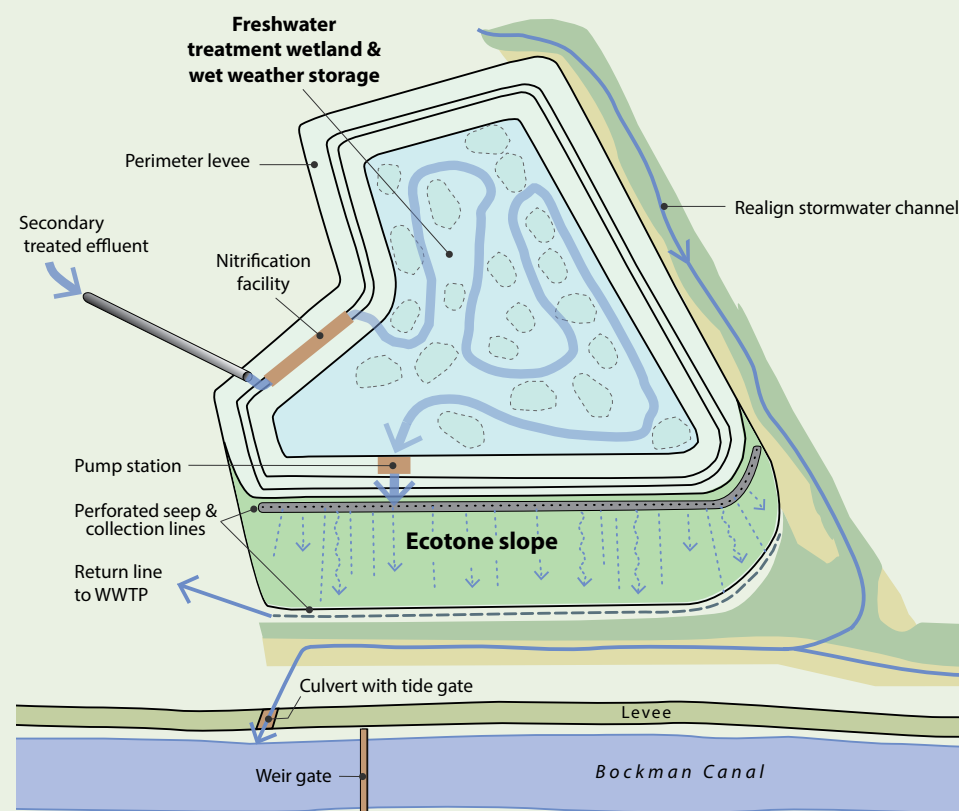 Freshwater
treatment wetland &
wet weather storage
Perimeter levee
Realign stormwater channel
Secondary
treated effluent
Nitrification
facility
Pump station
Perforated seep &
collection lines
Ecotone slope
Return line
to WWTP
Culvert with tide gate
Levee
Weir gate
Bockman Canal